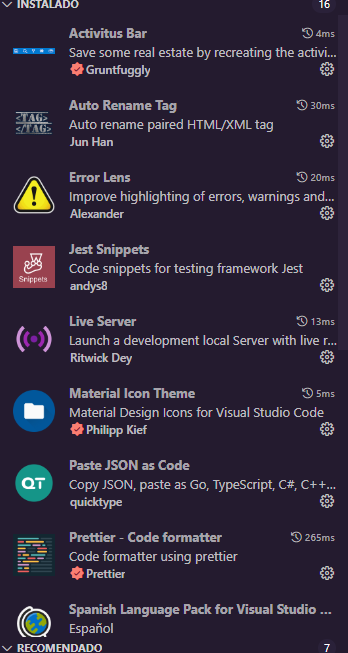 INSTALADO 16
Activitus Bar 4ms
Save some real estate by recreating the activi...
Gruntfuggly
<TAG>
</TAG>
Auto Rename Tag 30ms
Auto rename paired HTML/XML tag
Jun Han
Error Lens 20ms
Improve highlighting of errors, warnings and...
Alexander
Snippets
Jest Snippets
Code snippets for testing framework Jest
andys8
Live Server 13ms
Launch a development local Server with live r...
Ritwick Dey
Material Icon Theme 5ms
Material Design Icons for Visual Studio Code
Philipp Kief
QT
Paste JSON as Code
Copy JSON, paste as Go, TypeScript, C#, C++...
quicktype
Prettier - Code formatter 265ms
Code formatter using prettier
Prettier
Spanish Language Pack for Visual Studio ...
Español
RECOMENDADO 7